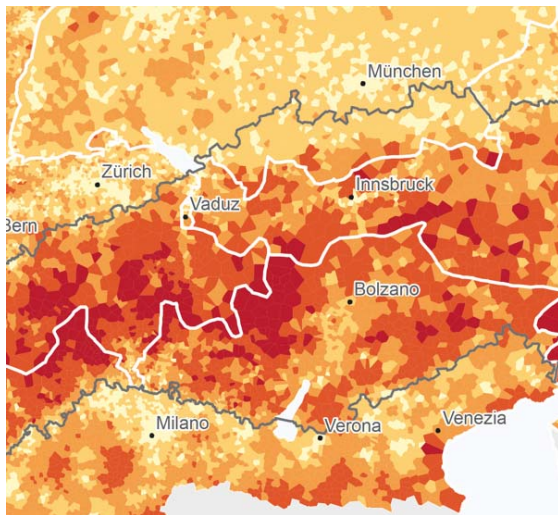 München
Zürich
Innsbruck
Vaduz
Bern
Bolzano
Milano
Verona
Venezia